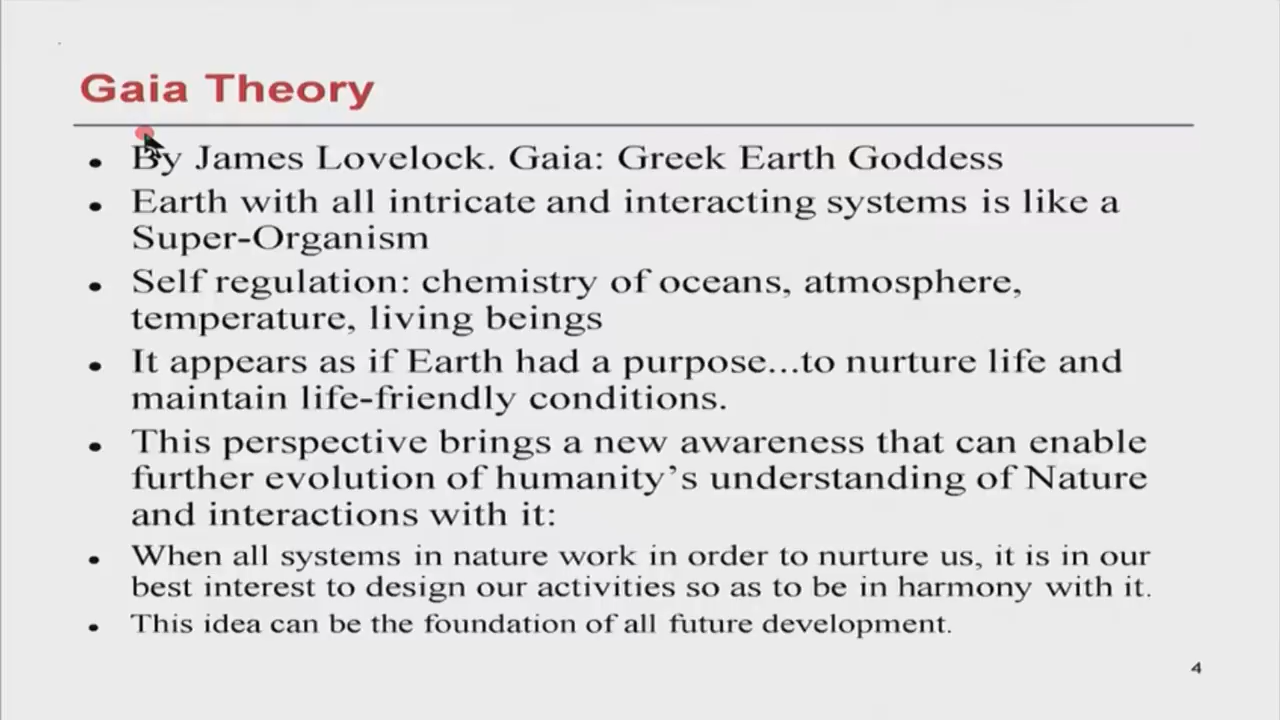 Gaia Theory
• By James Lovelock. Gaia: Greek Earth Goddess
• Earth with all intricate and interacting systems is like a
Super-Organism
• Self regulation: chemistry of oceans, atmosphere,
temperature, living beings
• It appears as if Earth had a purpose...to nurture life and
maintain life-friendly conditions.
• This perspective brings a new awareness that can enable
further evolution of humanity's understanding of Nature
and interactions with it:
• When all systems in nature work in order to nurture us, it is in our
best interest to design our activities so as to be in harmony with it.
• This idea can be the foundation of all future development.
4